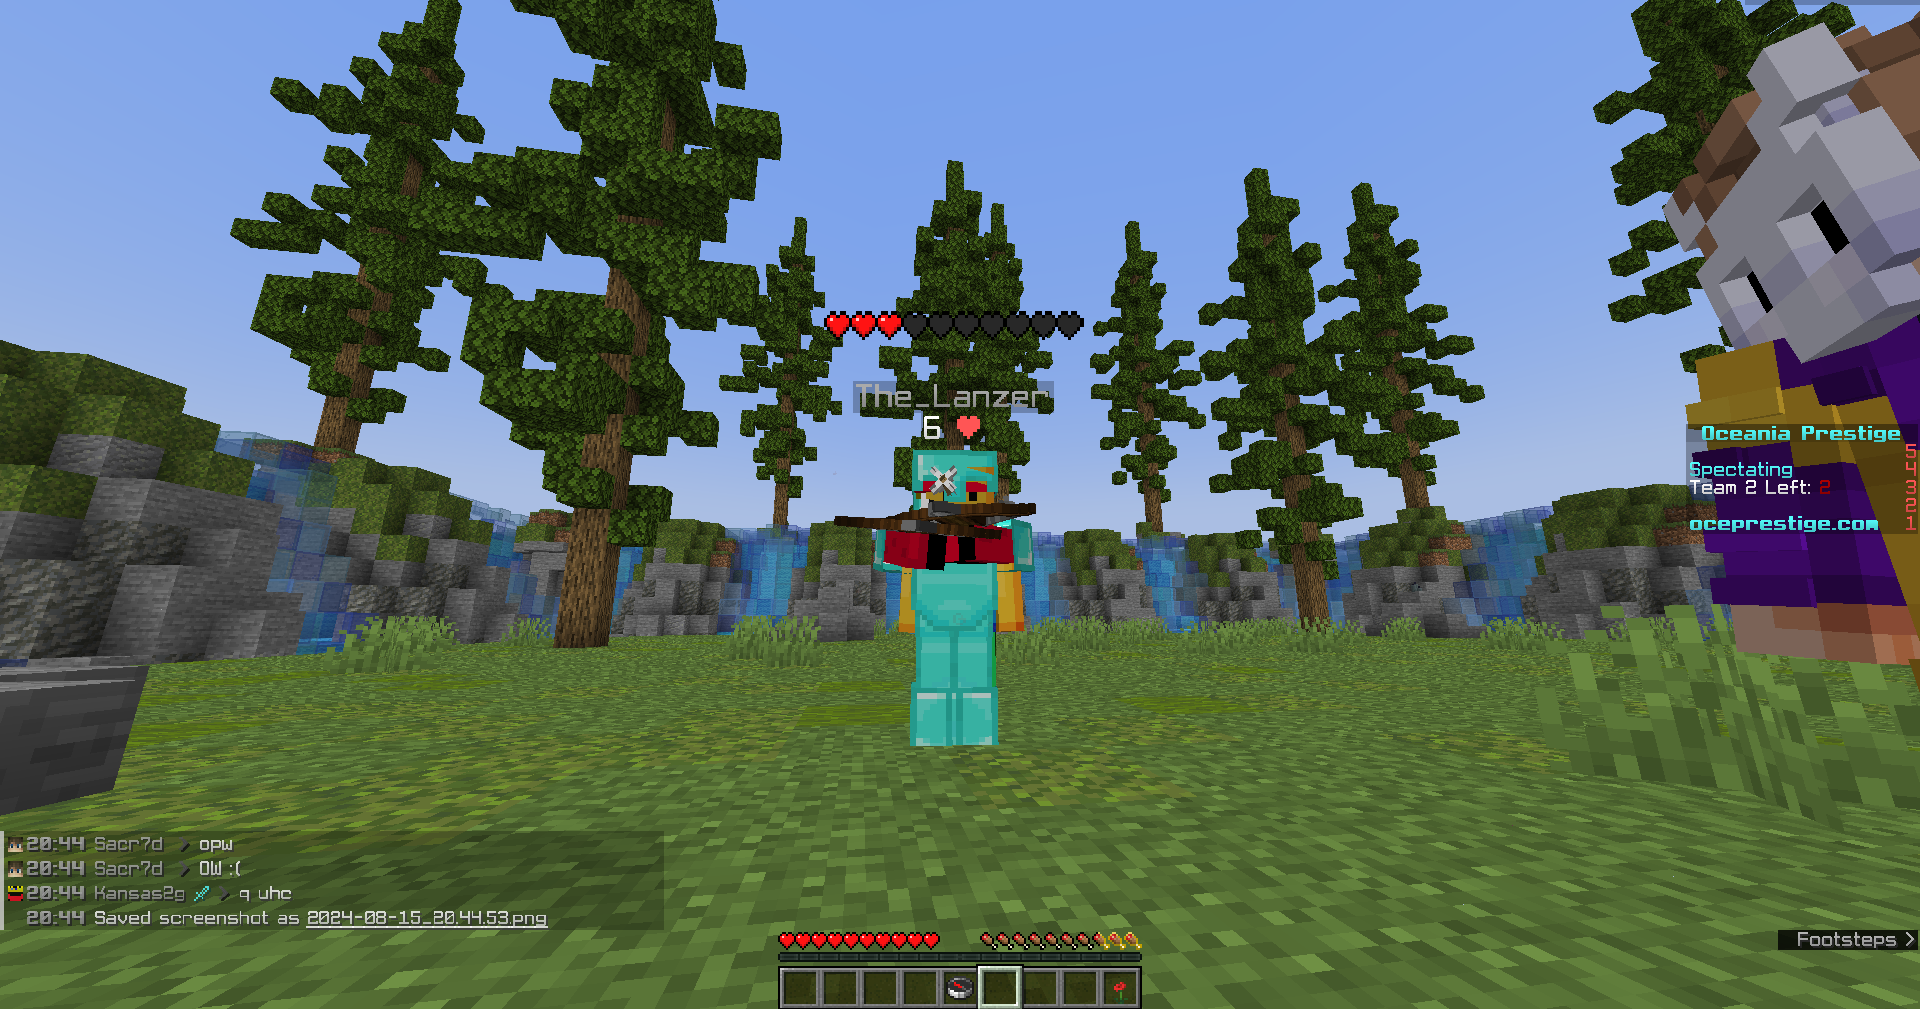 The_Lanzer
6
Oceania Prestige
5
Spectating 4
Team 2 Left: 2 3
2
oceprestige.com 1
20:44 Sacr7d > opw
20:44 Sacr7d > OW :(
20:44 Kansas2g > q uhc
20:44 Saved screenshot as 2024-08-15_20.44.53.png
Footsteps >